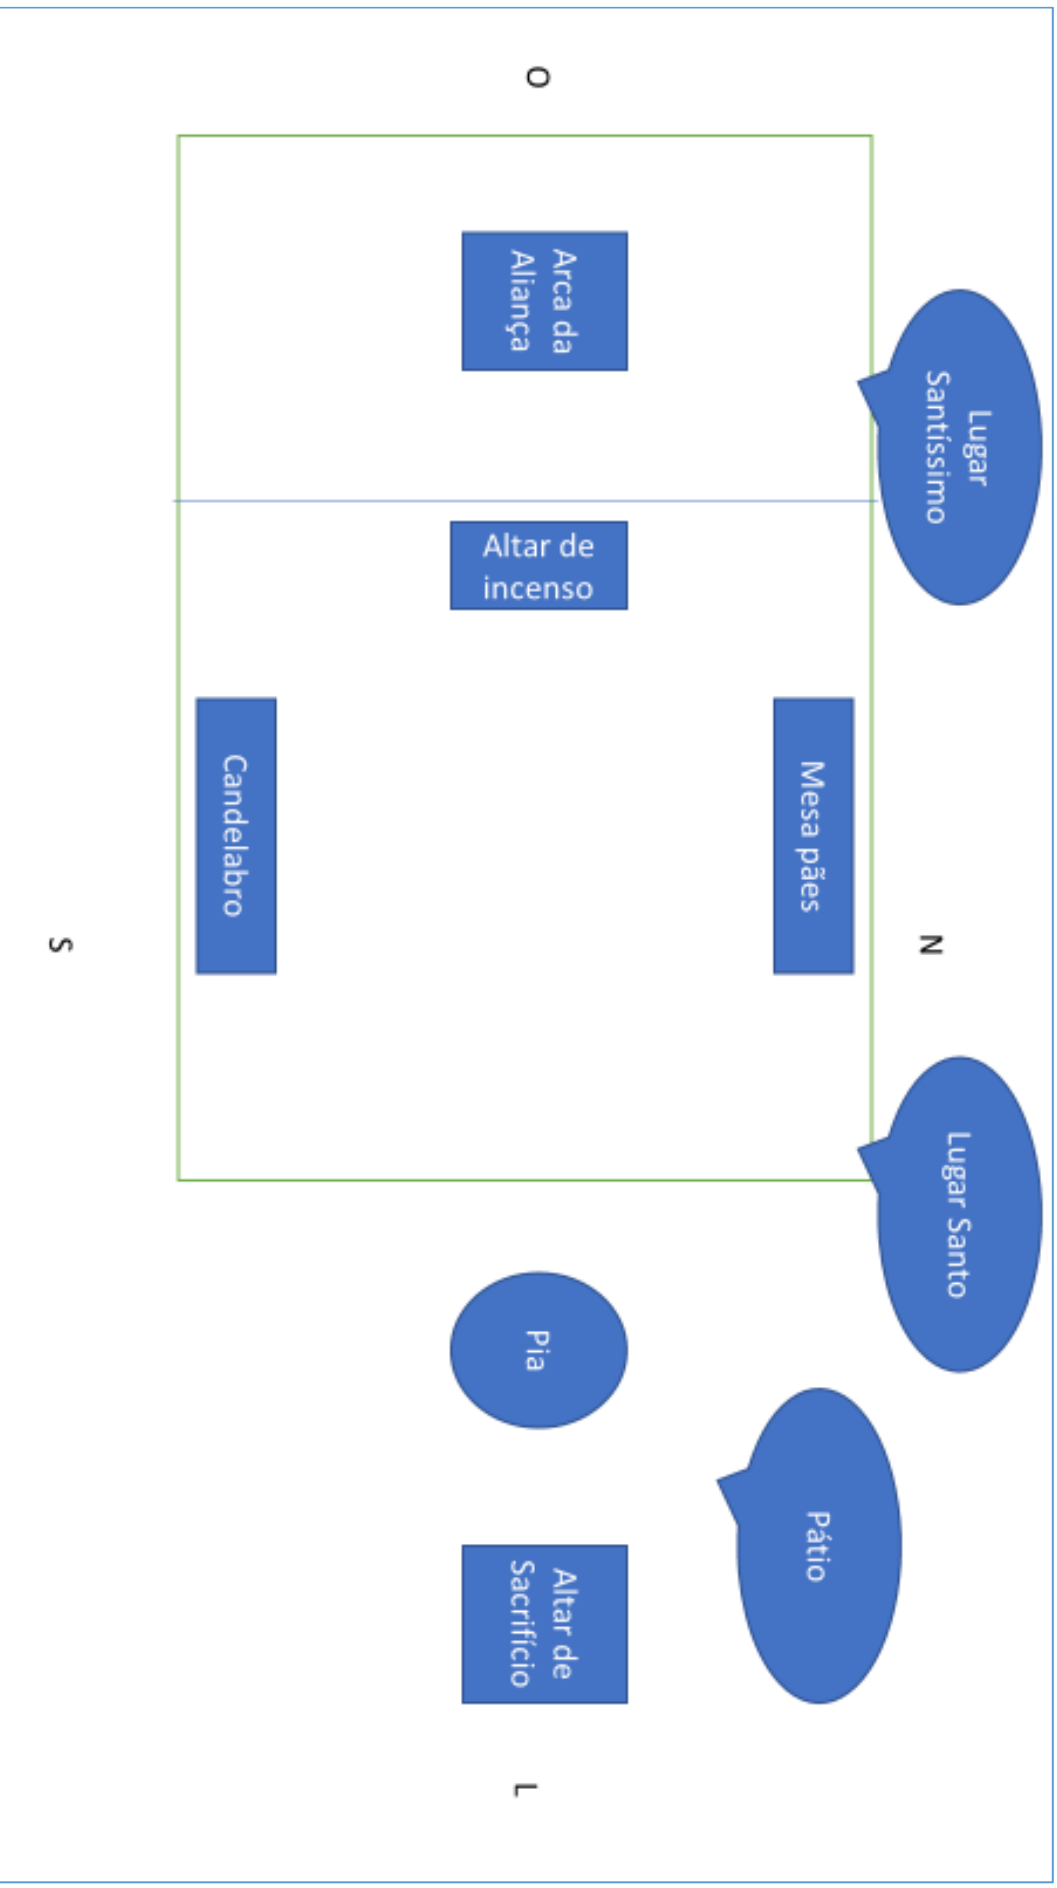 O
Arca da
Aliança
Lugar
Santíssimo
Altar de
incenso
Candelabro
Mesa pães
S
N
Lugar Santo
Pia
Pátio
Altar de
Sacrifício
L